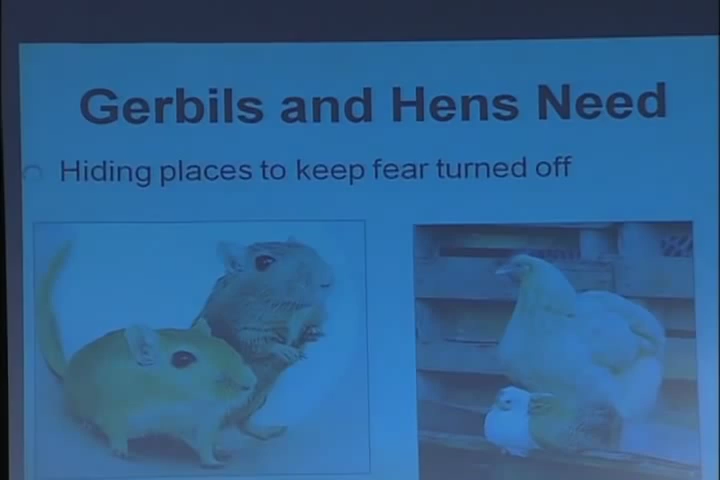 Gerbils and Hens Need
Hiding places to keep fear turned off